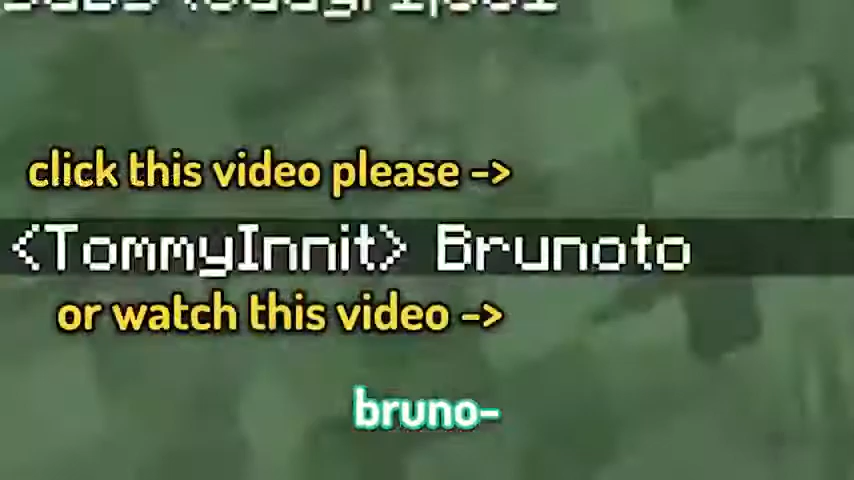 click this video please ->
<TommyInnit> Brunoto
or watch this video ->
bruno-